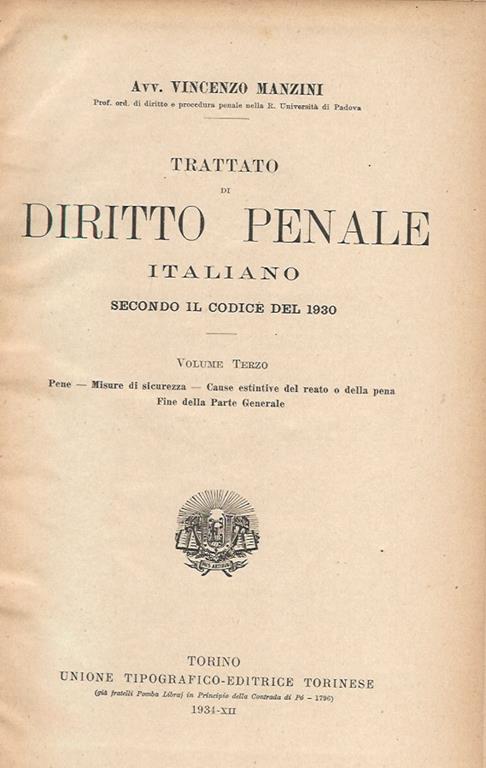 Avv. VINCENZO MANZINI
Prof. ord. di diritto e procedura penale nella R. Università di Padova
TRATTATO
DI
DIRITTO PENALE
ITALIANO
SECONDO IL CODICE DEL 1930
Volume Terzo
Pene — Misure di sicurezza — Cause estintive del reato o della pena
Fine della Parte Generale
TORINO
UNIONE TIPOGRAFICO-EDITRICE TORINESE
(già fratelli Pomba Libraj in Principio della Contrada di Pó – 1796)
1934-XII